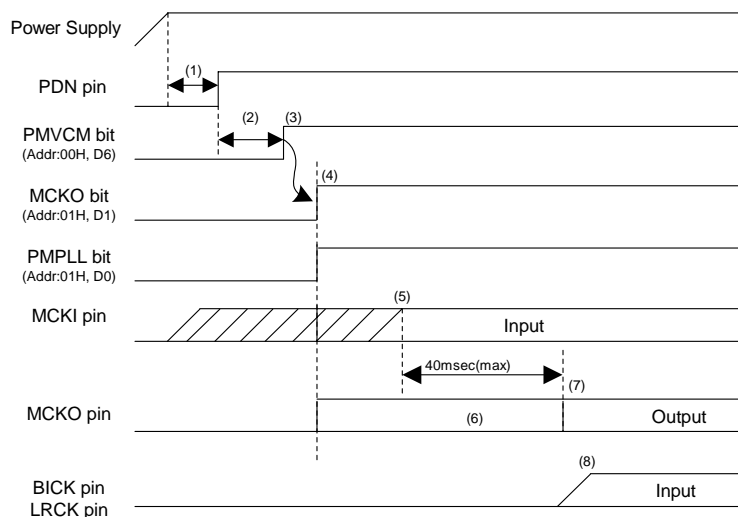 Power Supply
(1)
PDN pin
(2)
(3)
PMVCM bit
(Addr:00H, D6)
(4)
MCKO bit
(Addr:01H, D1)
PMPLL bit
(Addr:01H, D0)
(5)
MCKI pin
Input
40msec(max)
(7)
MCKO pin
(6)
Output
(8)
BICK pin
LRCK pin
Input